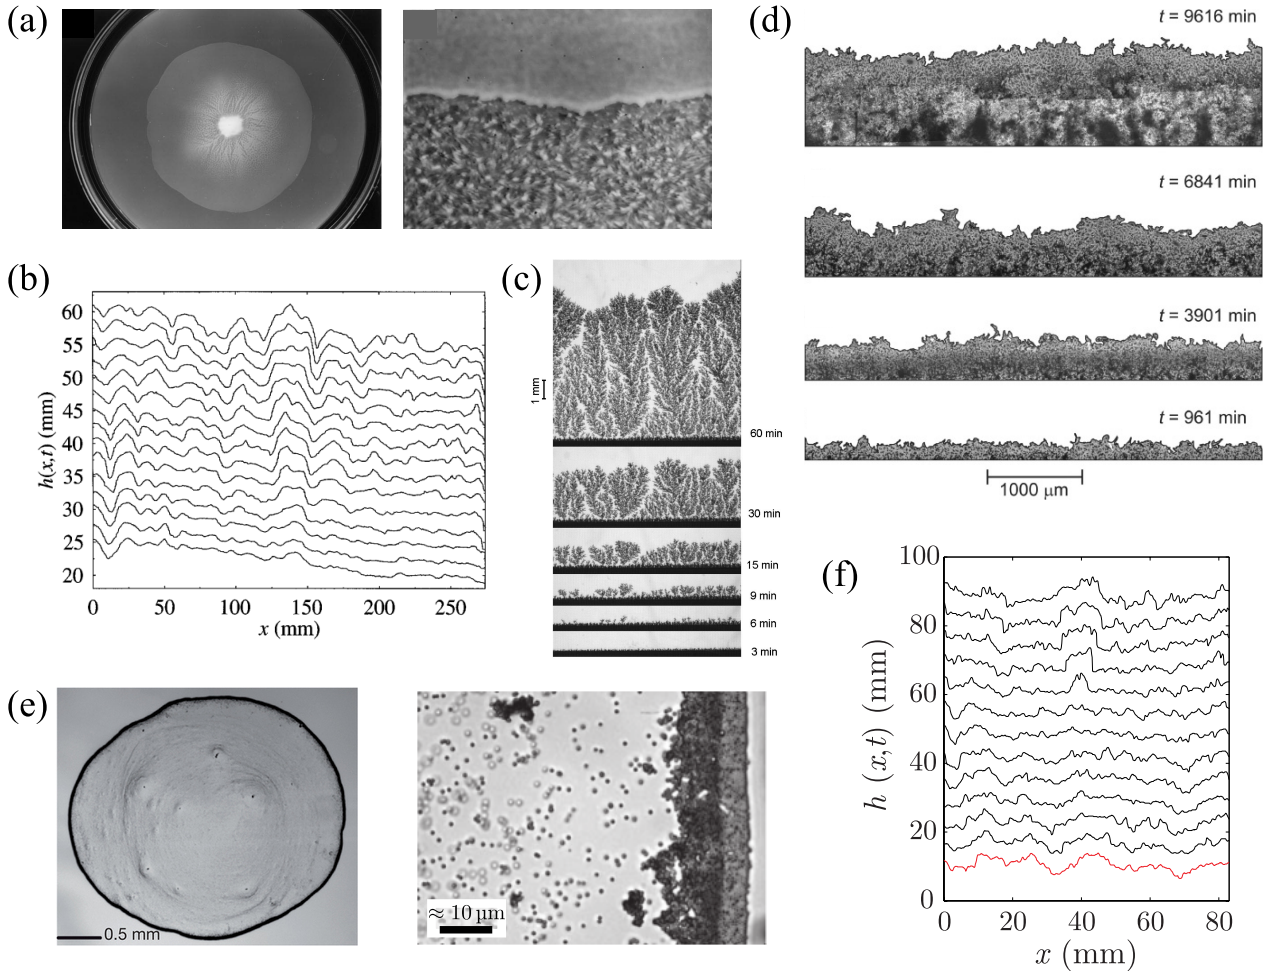 (a)
(b)
60
55
50
45
40
35
30
25
20
h(x,t) (mm)
0
50
100
150
200
250
x (mm)
(c)
1 mm
60 min
30 min
15 min
9 min
6 min
3 min
(d)
t = 9616 min
t = 6841 min
t = 3901 min
t = 961 min
1000 μm
(e)
0.5 mm
≈ 10 μm
(f)
100
80
60
40
20
0
h (x,t) (mm)
0
20
40
60
80
x (mm)